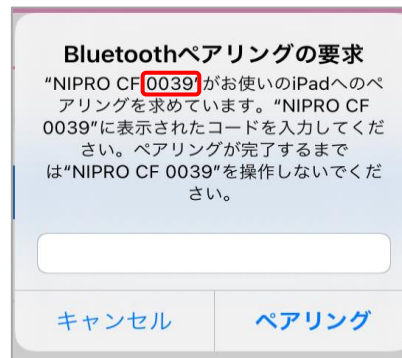 Bluetoothペアリングの要求
“NIPRO CF 0039”がお使いのiPadへのペ
アリングを求めています。“NIPRO CF
0039”に表示されたコードを入力してくだ
さい。ペアリングが完了するまで
は“NIPRO CF 0039”を操作しないでくだ
さい。
キャンセル
ペアリング